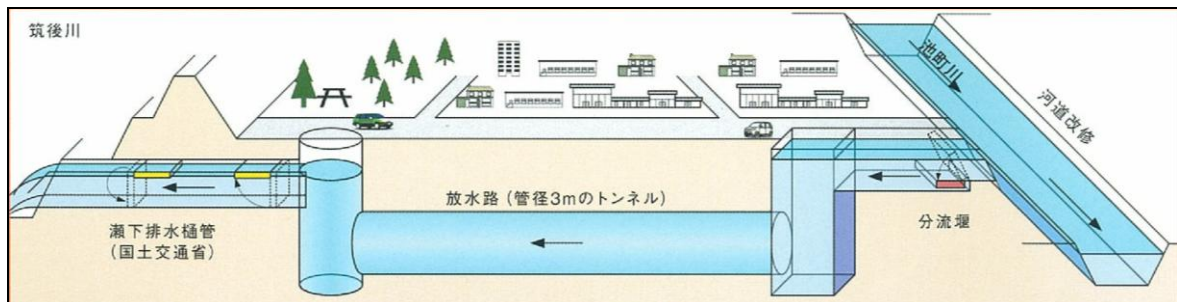 筑後川
池町川
河道改修
放水路（管径3mのトンネル）
分流堰
瀬下排水樋管
（国土交通省）